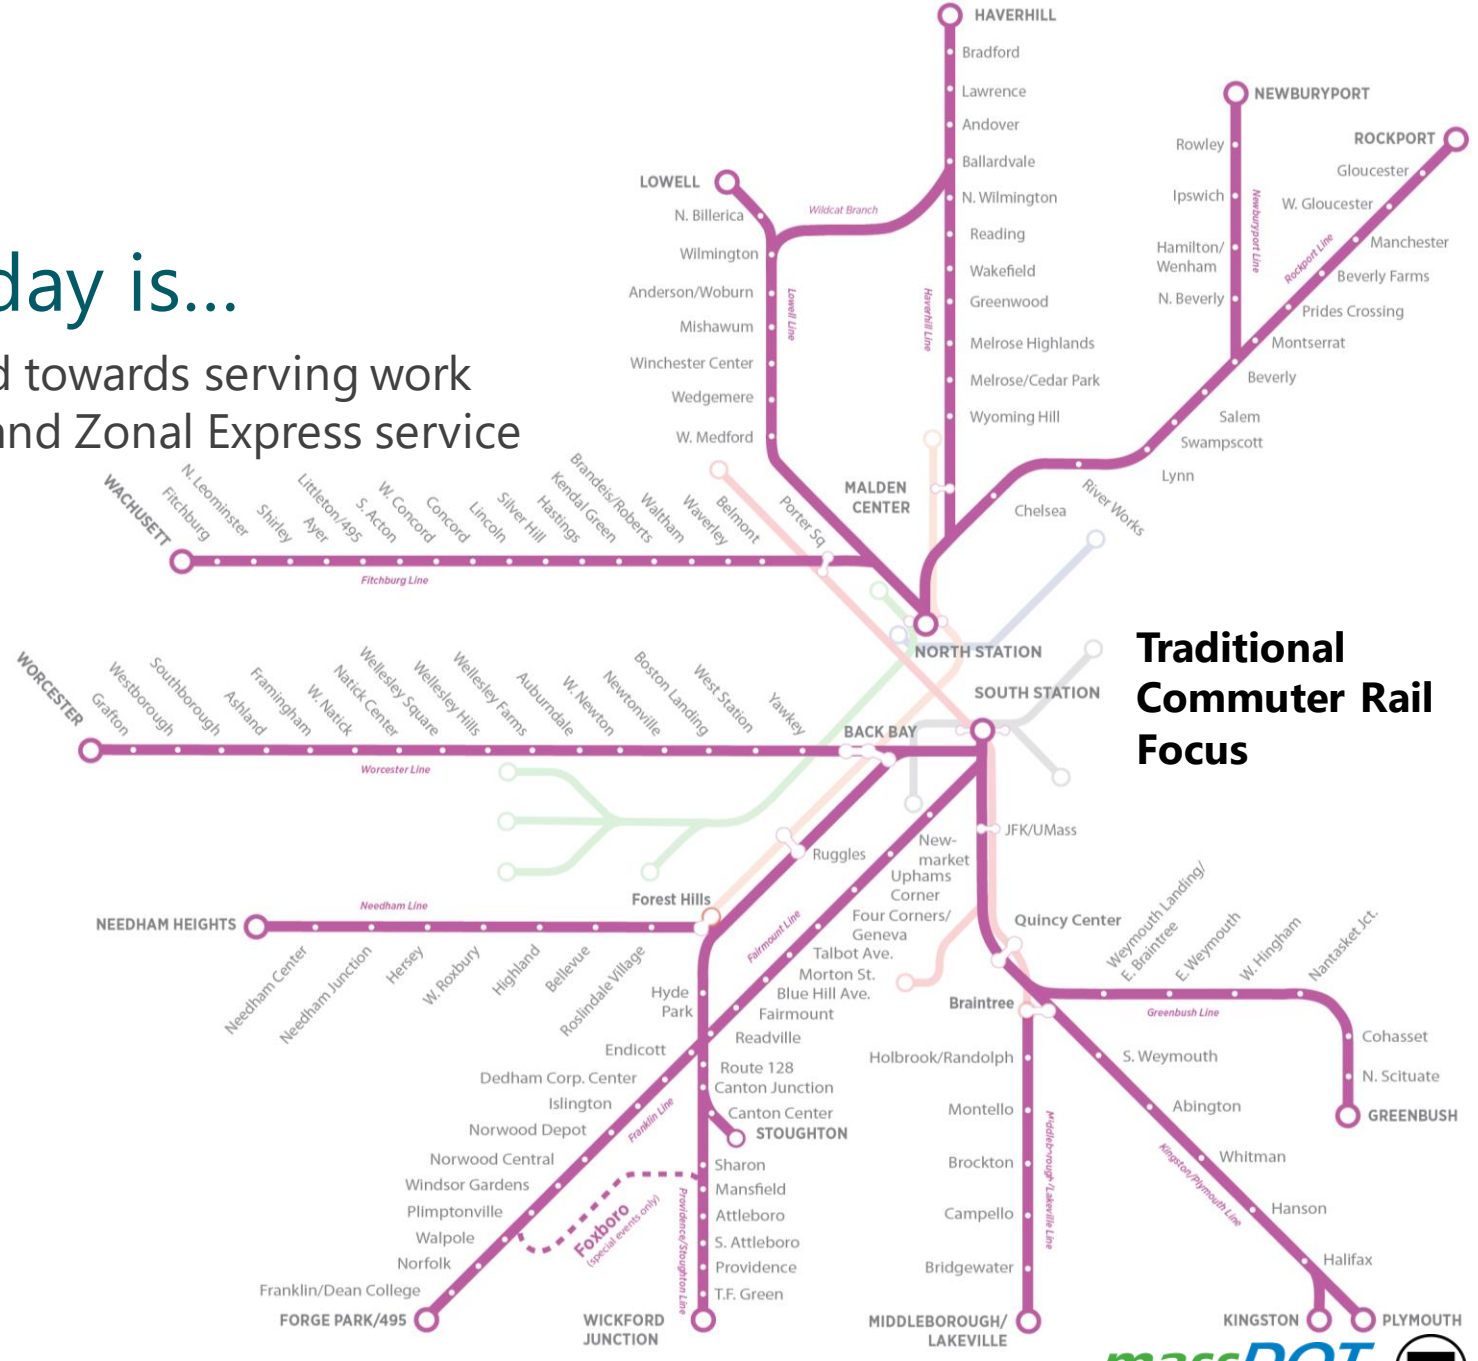 day is...
d towards serving work
and Zonal Express service
Traditional
Commuter Rail
Focus
HAVERHILL
Bradford
Lawrence
Andover
Ballardvale
N. Wilmington
Reading
Wakefield
Greenwood
Melrose Highlands
Melrose/Cedar Park
Wyoming Hill
MALDEN
CENTER
Haverhill Line
Wildcat Branch
NEWBURYPORT
Rowley
Ipswich
Hamilton/
Wenham
N. Beverly
Newburyport Line
ROCKPORT
Gloucester
W. Gloucester
Manchester
Beverly Farms
Prides Crossing
Montserrat
Rockport Line
Beverly
Salem
Swampscott
Lynn
River Works
Chelsea
LOWELL
N. Billerica
Wilmington
Anderson/Woburn
Mishawum
Winchester Center
Wedgemere
W. Medford
Lowell Line
WACHUSETT
Fitchburg
N. Leominster
Shirley
Ayer
Littleton/495
S. Acton
W. Concord
Concord
Lincoln
Silver Hill
Hastings
Kendal Green
Brandeis/Roberts
Waltham
Waverley
Belmont
Porter Sq
Fitchburg Line
NORTH STATION
SOUTH STATION
BACK BAY
WORCESTER
Grafton
Westborough
Southborough
Ashland
Framingham
W. Natick
Natick Center
Wellesley Square
Wellesley Hills
Wellesley Farms
Auburndale
W. Newton
Newtonville
Boston Landing
West Station
Yawkey
Worcester Line
Ruggles
Forest Hills
NEEDHAM HEIGHTS
Needham Line
Needham Center
Needham Junction
Hersey
W. Roxbury
Highland
Bellevue
Roslindale Village
New-
market
Uphams
Corner
Four Corners/
Geneva
Talbot Ave.
Morton St.
Blue Hill Ave.
Fairmount
Readville
Fairmount Line
Hyde
Park
Endicott
Dedham Corp. Center
Islington
Norwood Depot
Norwood Central
Windsor Gardens
Plimptonville
Walpole
Norfolk
Franklin/Dean College
FORGE PARK/495
Franklin Line
Foxboro
(special events only)
Route 128
Canton Junction
Canton Center
STOUGHTON
Sharon
Mansfield
Attleboro
S. Attleboro
Providence
T.F. Green
WICKFORD
JUNCTION
Providence/Stoughton Line
JFK/UMass
Quincy Center
Braintree
Weymouth Landing/
E. Braintree
E. Weymouth
W. Hingham
Nantasket Jct.
Cohasset
N. Scituate
GREENBUSH
Greenbush Line
Holbrook/Randolph
Montello
Brockton
Campello
Bridgewater
MIDDLEBOROUGH/
LAKEVILLE
Middleborough/Lakeville Line
S. Weymouth
Abington
Whitman
Hanson
Halifax
KINGSTON
PLYMOUTH
Kingston/Plymouth Line
massDOT